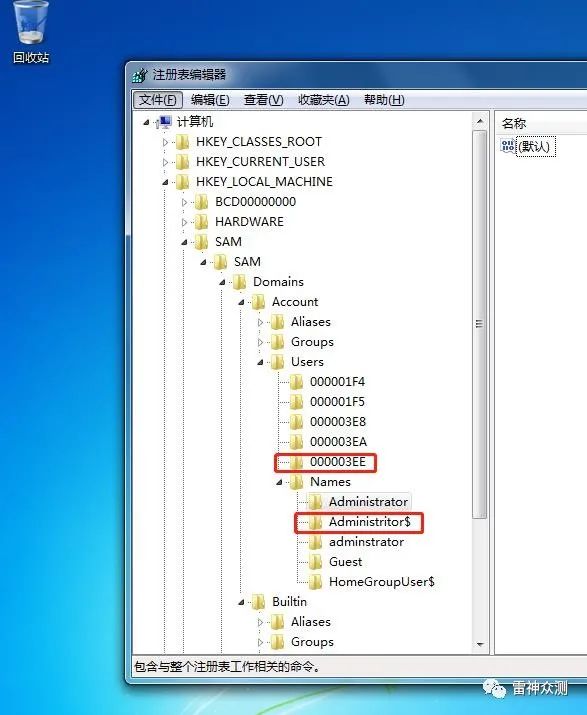 回收站
注册表编辑器
文件(F) 编辑(E) 查看(V) 收藏夹(A) 帮助(H)
计算机
HKEY_CLASSES_ROOT
HKEY_CURRENT_USER
HKEY_LOCAL_MACHINE
BCD00000000
HARDWARE
SAM
SAM
Domains
Account
Aliases
Groups
Users
000001F4
000001F5
000003E8
000003EA
000003EE
Names
Administrator
Administritor$
adminstrator
Guest
HomeGroupUser$
Builtin
Aliases
Groups
名称
(默认)
包含与整个注册表工作相关的命令。
雷神众测